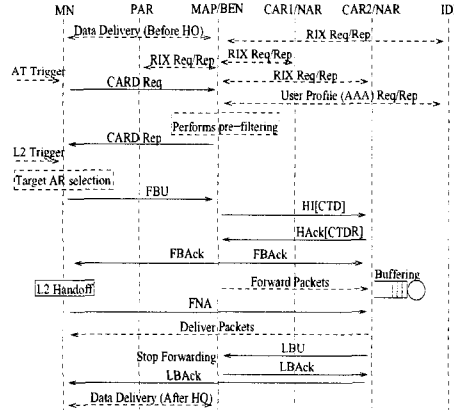 MN PAR MAP/BEN CAR1/NAR CAR2/NAR ID
Data Delivery (Before HO)
RIX Req/Rep
RIX Req/Rep
RIX Req/Rep
AT Trigger
RIX Req/Rep
CARD Req
User Profile (AAA) Req/Rep
Performs pre-filtering
CARD Rep
L2 Trigger
Target AR selection
FBU
HI[CTD]
HAck[CTDR]
FBAck FBAck
Buffering
L2 Handoff
Forward Packets
FNA
Deliver Packets
LBU
Stop Forwarding
LBAck
LBAck
Data Delivery (After HO)